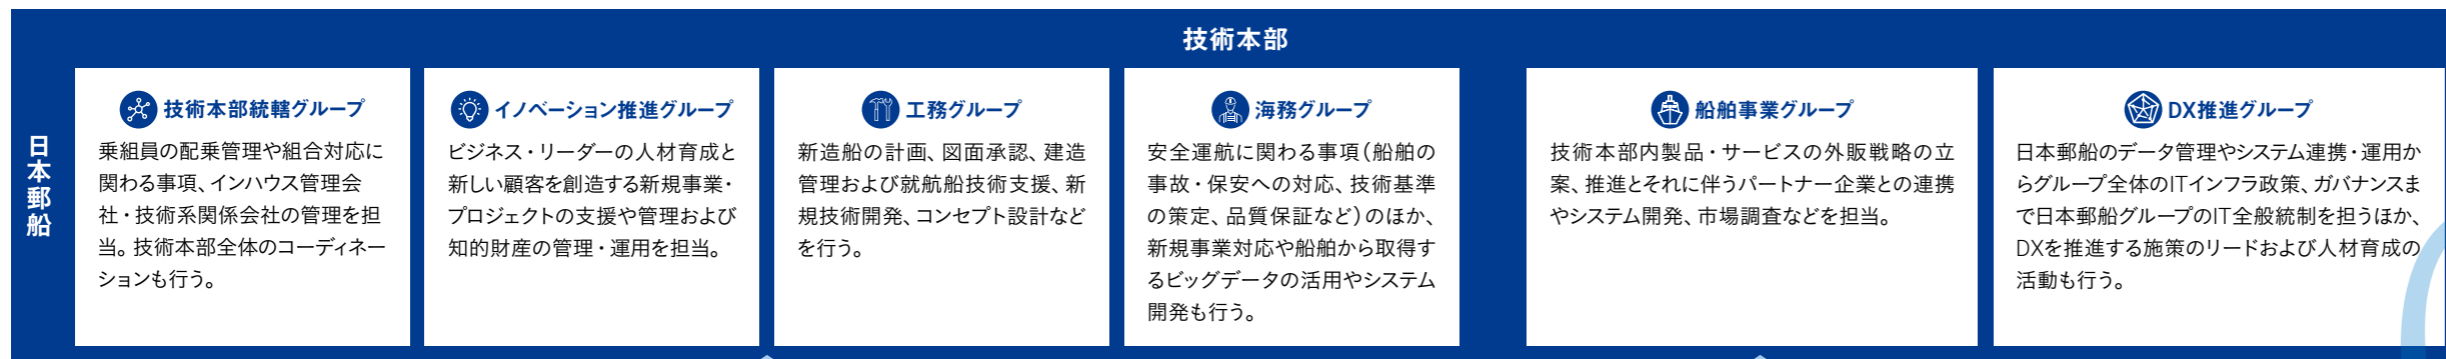 技術本部
日本郵船
技術本部統轄グループ
乗組員の配乗管理や組合対応に
関わる事項、インハウス管理会
社・技術系関係会社の管理を担
当。技術本部全体のコーディネー
ションも行う。
イノベーション推進グループ
ビジネス・リーダーの人材育成と
新しい顧客を創造する新規事業・
プロジェクトの支援や管理および
知的財産の管理・運用を担当。
工務グループ
新造船の計画、図面承認、建造
管理および就航船技術支援、新
規技術開発、コンセプト設計など
を行う。
海務グループ
安全運航に関わる事項（船舶の
事故・保安への対応、技術基準
の策定、品質保証など）のほか、
新規事業対応や船舶から取得す
るビッグデータの活用やシステム
開発も行う。
船舶事業グループ
技術本部内製品・サービスの外販戦略の立
案、推進とそれに伴うパートナー企業との連携
やシステム開発、市場調査などを担当。
DX推進グループ
日本郵船のデータ管理やシステム連携・運用か
らグループ全体のITインフラ政策、ガバナンスま
で日本郵船グループのIT全般統制を担うほか、
DXを推進する施策のリードおよび人材育成の
活動も行う。